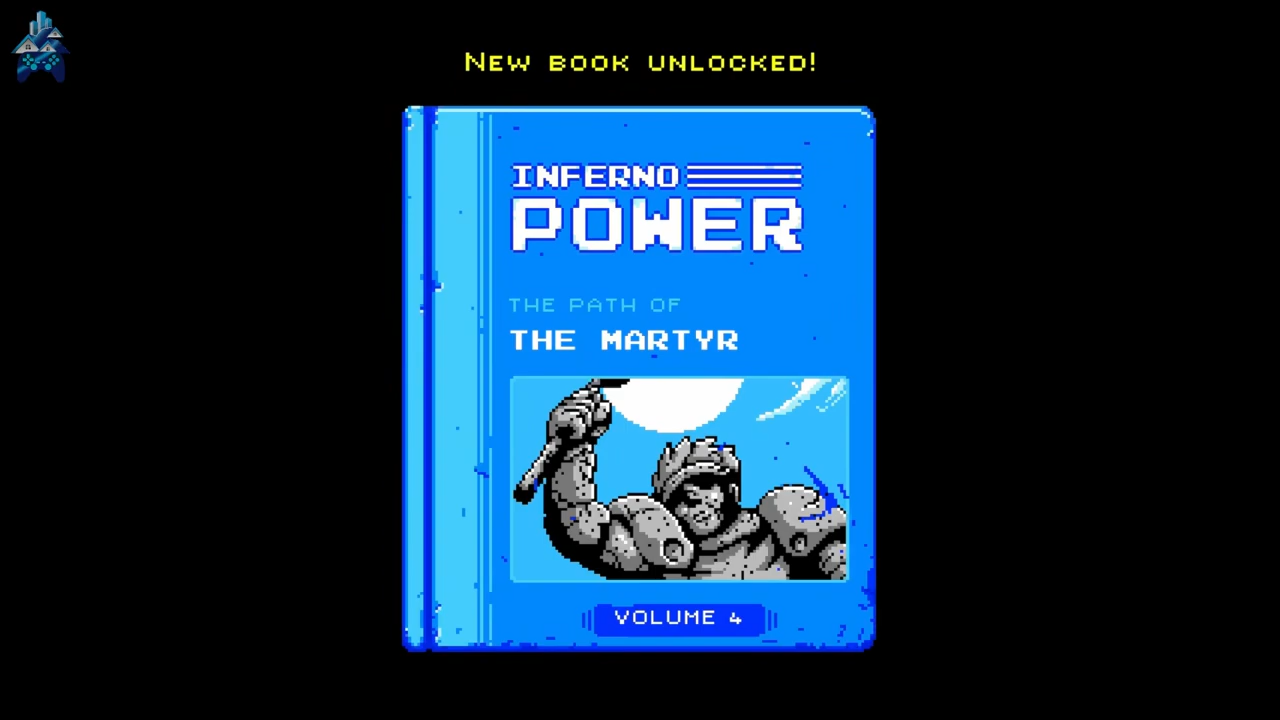 New book unlocked!
INFERNO
POWER
THE PATH OF
THE MARTYR
VOLUME 4